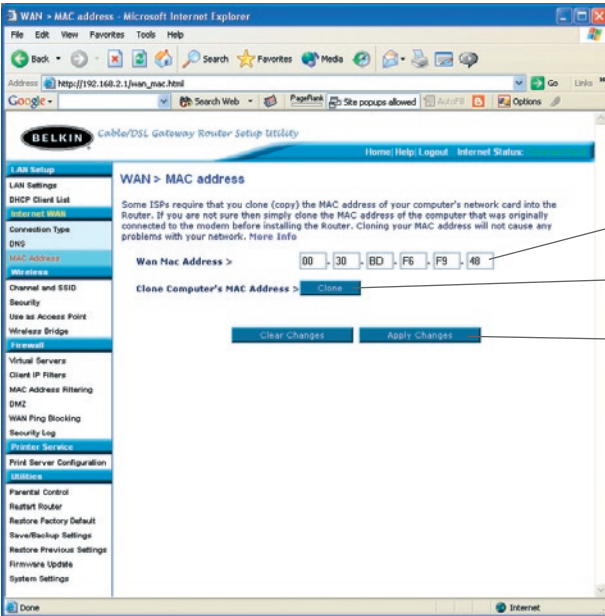 WAN > MAC address - Microsoft Internet Explorer
File Edit View Favorites Tools Help
Back Search Favorites Media
Address http://192.168.2.1/wan_mac.html Go Links »
Google Search Web PageRank Site popups allowed AutoFill Options
BELKIN Cable/DSL Gateway Router Setup Utility
Home| Help| Logout Internet Status:
LAN Setup
LAN Settings
DHCP Client List
Internet WAN
Connection Type
DNS
MAC Address
Wireless
Channel and SSID
Security
Use as Access Point
Wireless Bridge
Firewall
Virtual Servers
Client IP Filters
MAC Address Filtering
DMZ
WAN Ping Blocking
Security Log
Printer Service
Print Server Configuration
Utilities
Parental Control
Restart Router
Restore Factory Default
Save/Backup Settings
Restore Previous Settings
Firmware Update
System Settings
WAN > MAC address
Some ISPs require that you clone (copy) the MAC address of your computer's network card into the
Router. If you are not sure then simply clone the MAC address of the computer that was originally
connected to the modem before installing the Router. Cloning your MAC address will not cause any
problems with your network. More Info
Wan Mac Address > 00 . 30 . BD . F6 . F9 . 48
Clone Computer's MAC Address > Clone
Clear Changes Apply Changes
Done Internet